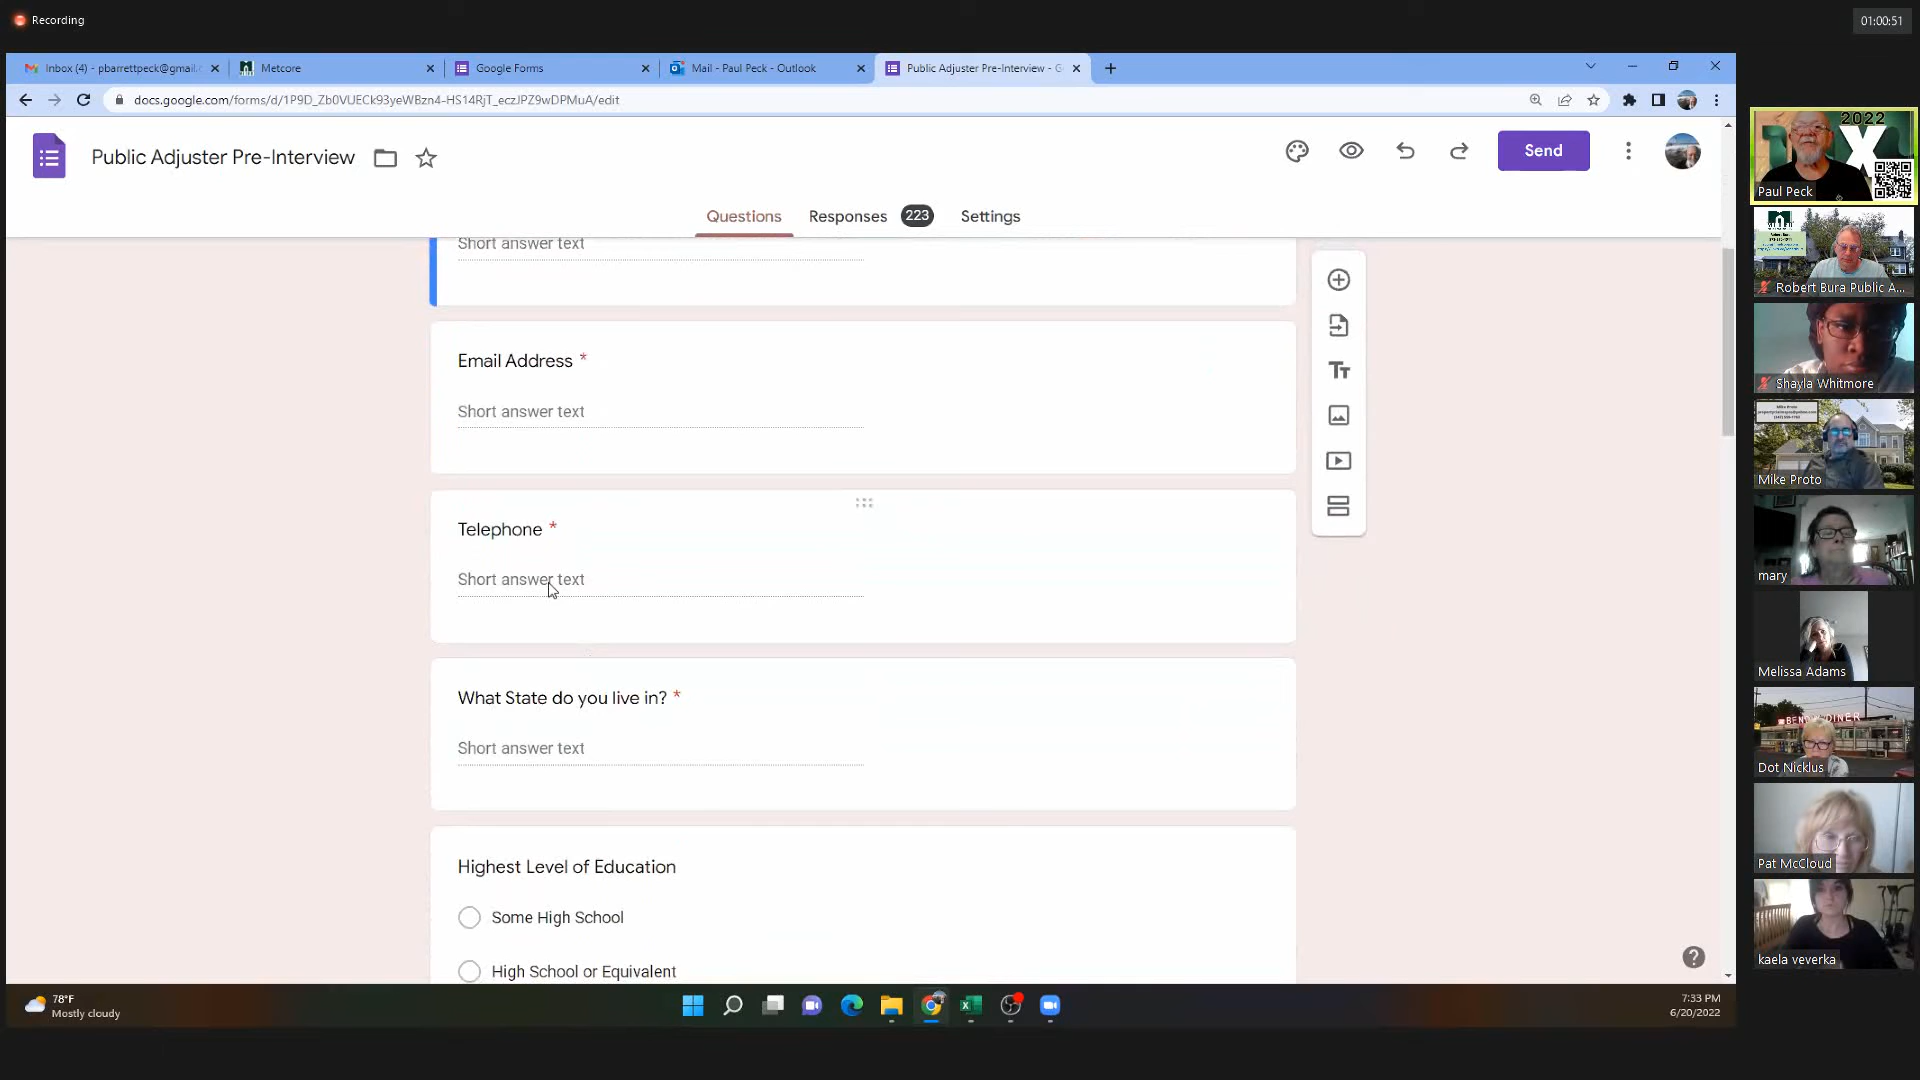 Recording
01:00:51
Inbox (4) - pbarrettpeck@gmail.c
Metcore
Google Forms
Mail - Paul Peck - Outlook
Public Adjuster Pre-Interview - G
docs.google.com/forms/d/1P9D_Zb0VUECk93yeWBzn4-HS14RjT_eczJPZ9wDPMuA/edit
Public Adjuster Pre-Interview
Send
Questions
Responses 223
Settings
Short answer text
Email Address *
Short answer text
Telephone *
Short answer text
What State do you live in? *
Short answer text
Highest Level of Education
Some High School
High School or Equivalent
2022
Paul Peck
Robert Bura Public A...
Shayla Whitmore
Mike Proto
Mike Proto
mary
Melissa Adams
DINER
Dot Nicklus
Pat McCloud
kaela veverka
78°F
Mostly cloudy
7:33 PM
6/20/2022